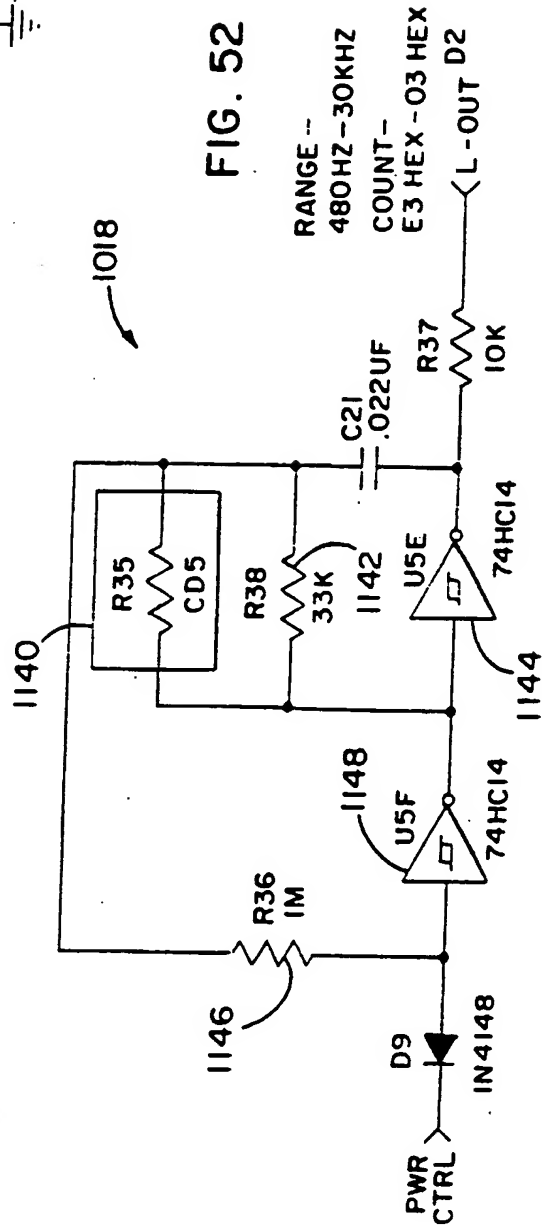 FIG. 52
1018
RANGE--
480HZ-30KHZ
COUNT-
E3 HEX-03 HEX
L-OUT D2
1140
R35
CD5
R38
33K
1142
C21
.022UF
R37
10K
U5E
74HC14
1144
1148
U5F
74HC14
R36
1M
1146
D9
IN4148
PWR
CTRL